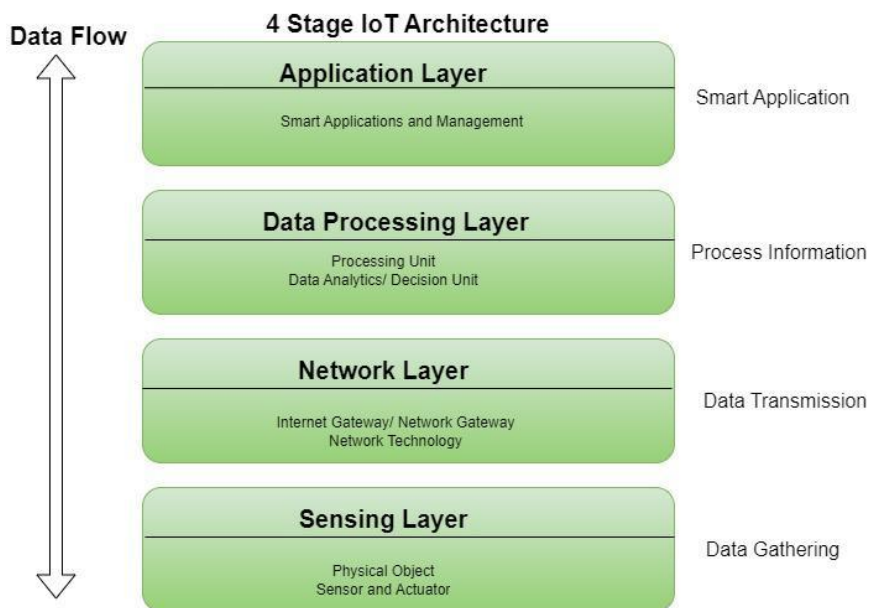 4 Stage IoT Architecture
Data Flow
Application Layer
Smart Applications and Management
Smart Application
Data Processing Layer
Processing Unit
Data Analytics/ Decision Unit
Process Information
Network Layer
Internet Gateway/ Network Gateway
Network Technology
Data Transmission
Sensing Layer
Physical Object
Sensor and Actuator
Data Gathering